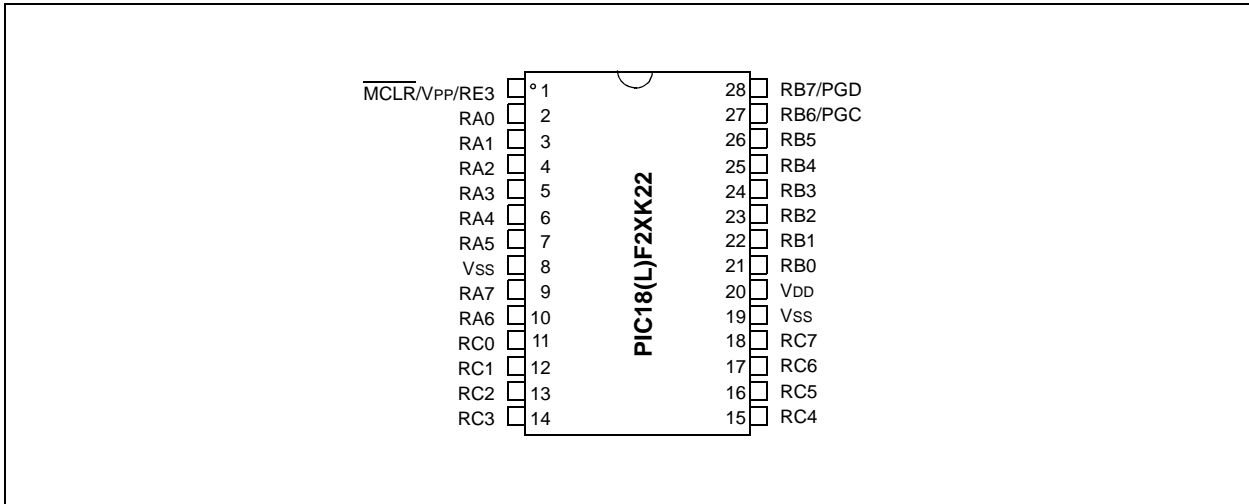 MCLR/VPP/RE3 1 28 RB7/PGD
RA0 2 27 RB6/PGC
RA1 3 26 RB5
RA2 4 25 RB4
RA3 5 24 RB3
RA4 6 23 RB2
RA5 7 22 RB1
VSS 8 21 RB0
RA7 9 20 VDD
RA6 10 19 VSS
RC0 11 18 RC7
RC1 12 17 RC6
RC2 13 16 RC5
RC3 14 15 RC4
PIC18(L)F2XK22